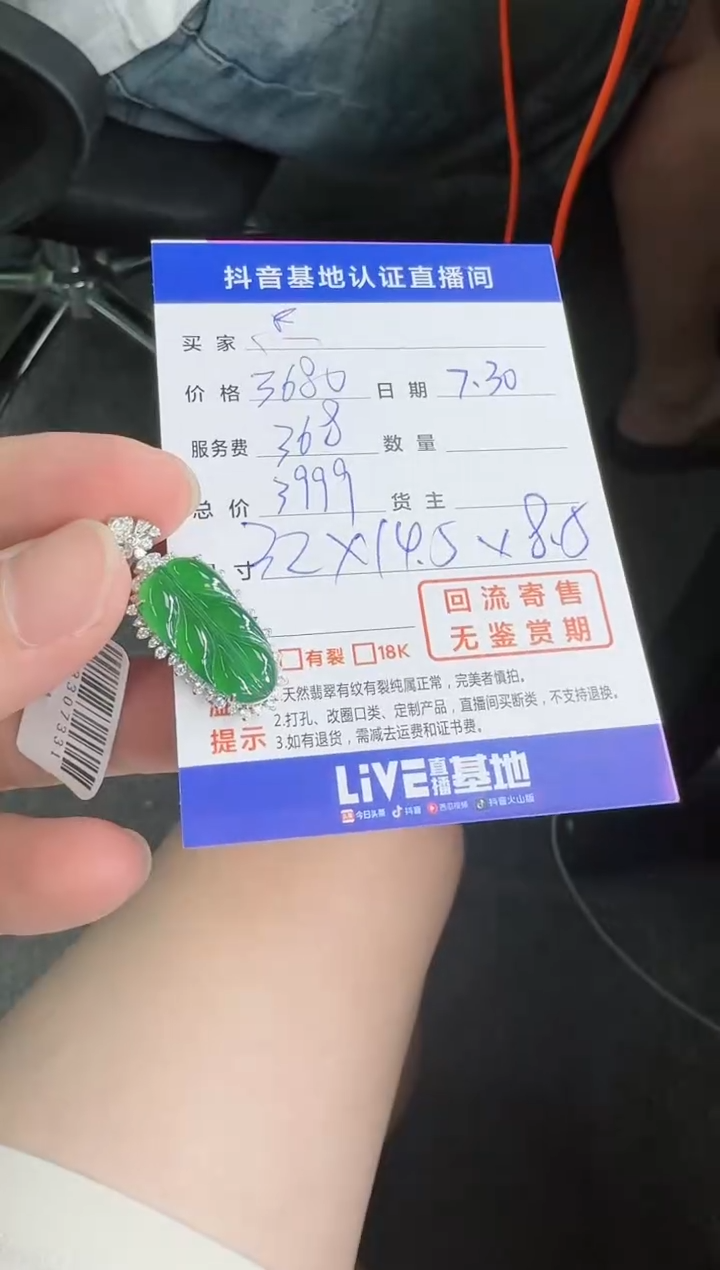 抖音基地认证直播间
买家
价格 3680 日期 7.30
服务费 368 数量
总价 3999 货主
寸 32×14.5×8.5
回流寄售
无鉴赏期
有裂 18K
天然翡翠有纹有裂纯属正常，完美者慎拍。
2.打孔、改圈口类、定制产品，直播间买断类，不支持退换。
提示 3.如有退货，需减去运费和证书费。
LiVE直播基地
今日头条 抖音 西瓜视频 抖音火山版
3307331